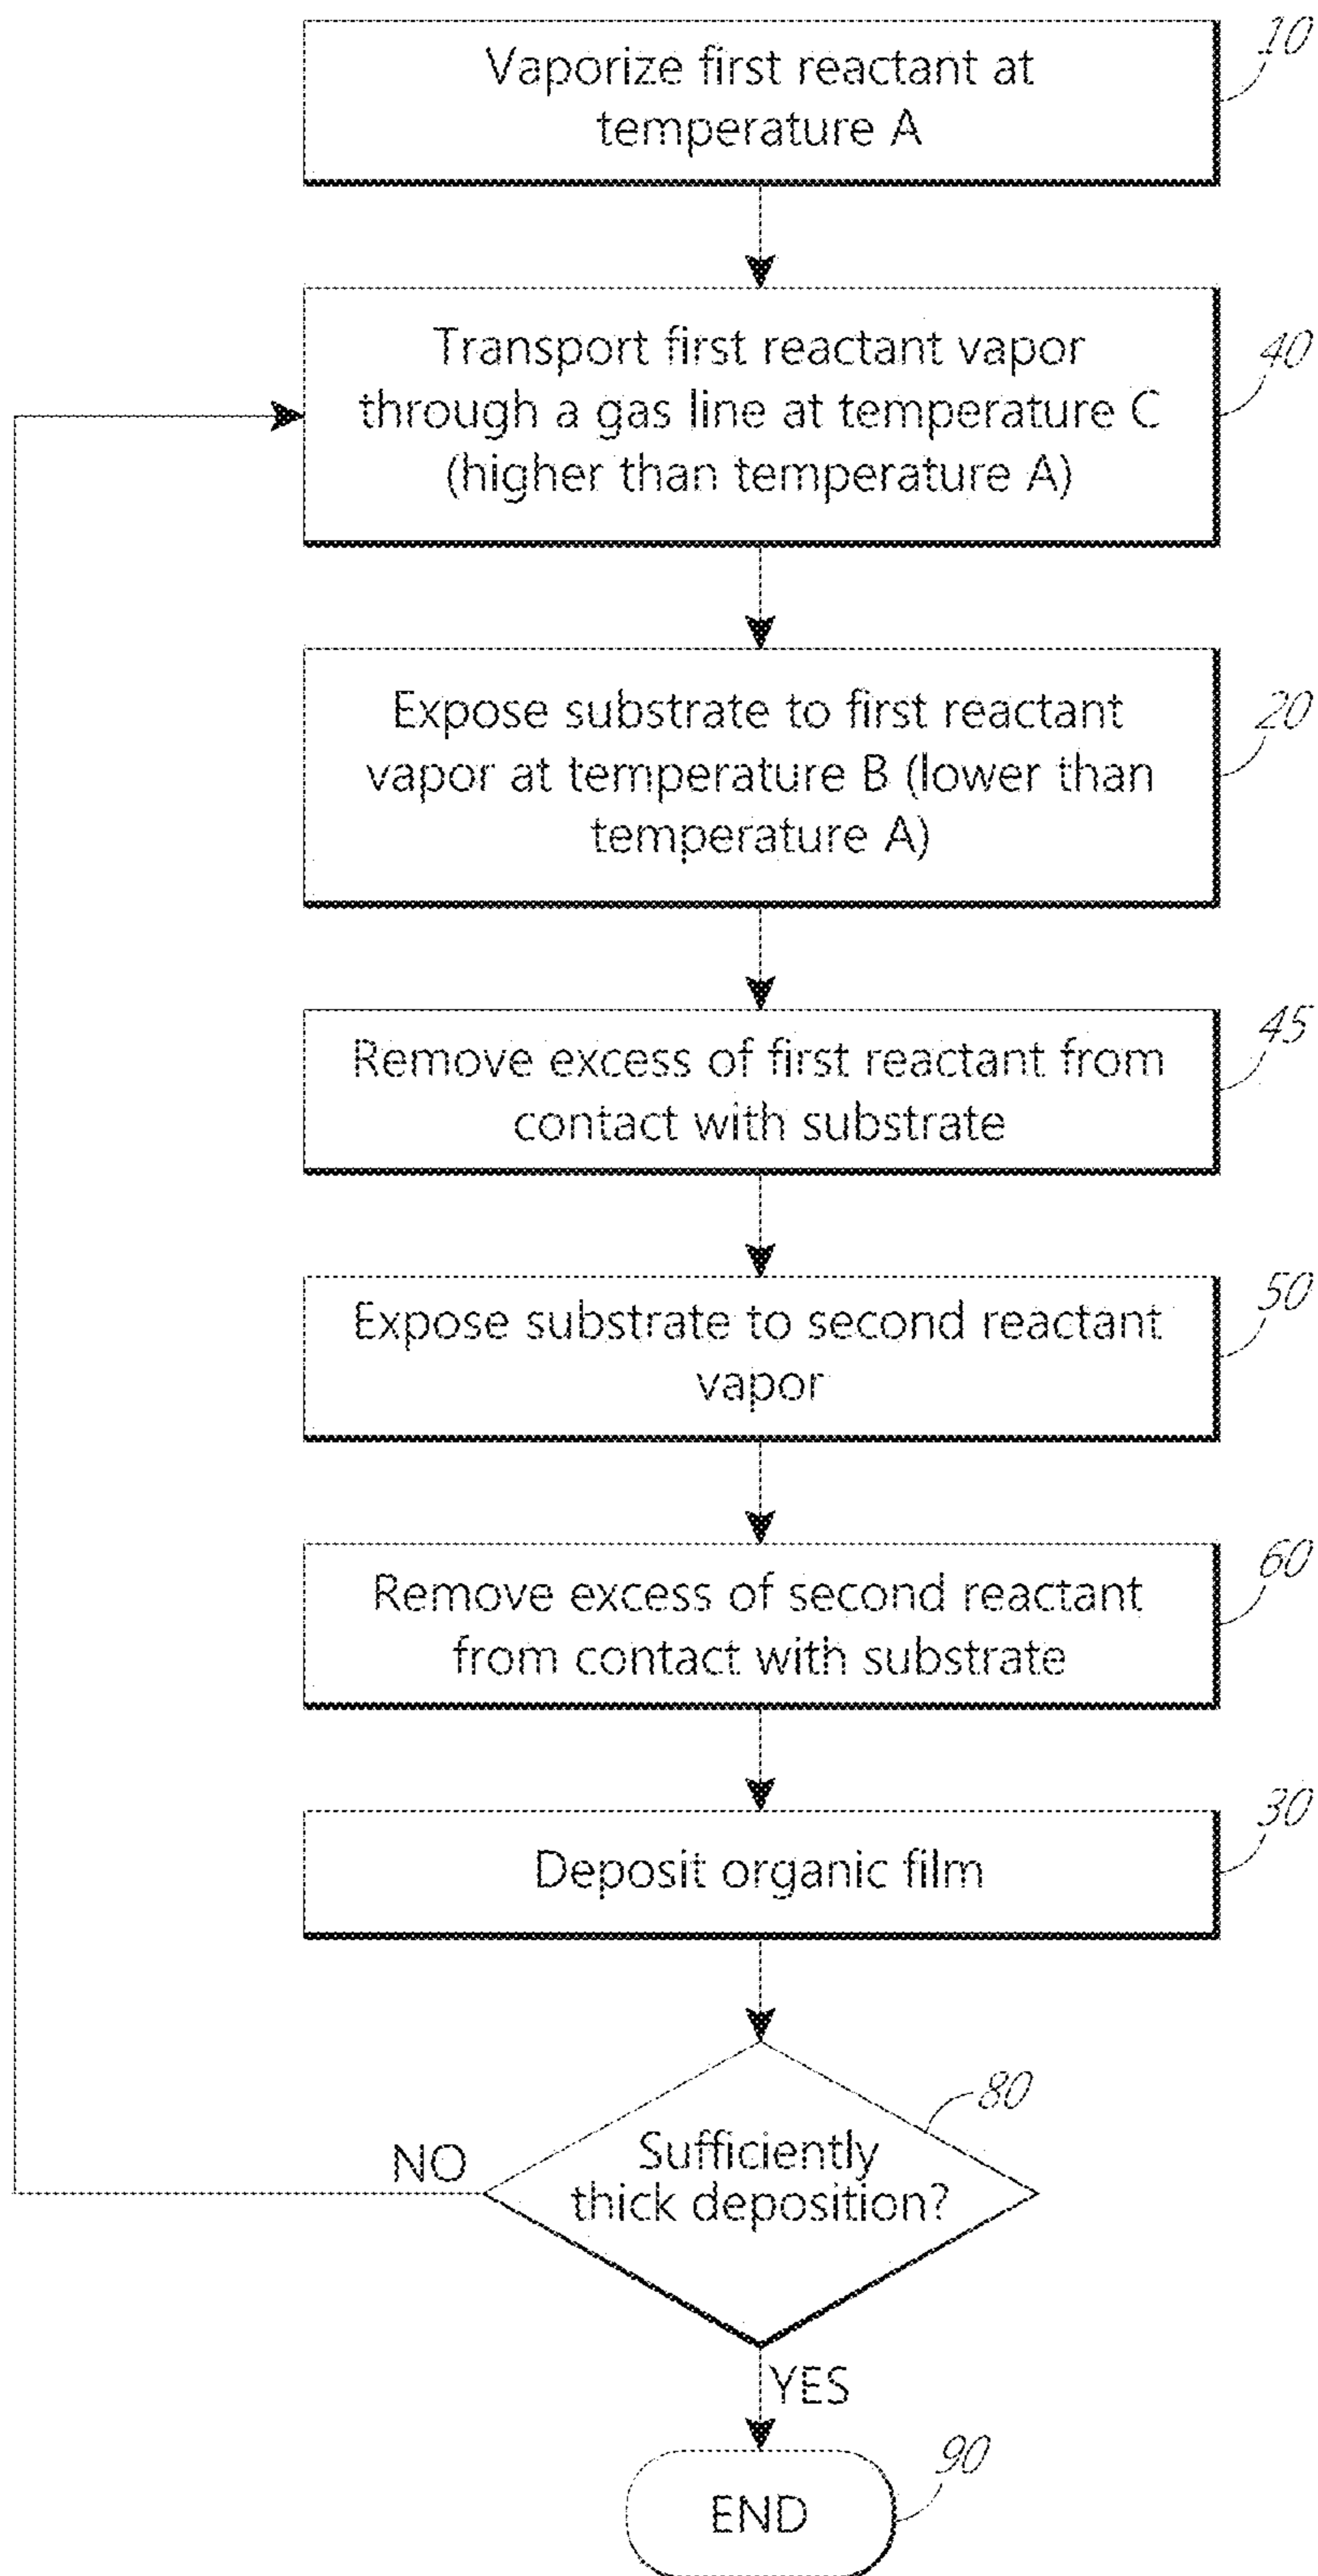 Vaporize first reactant at
temperature A
10
Transport first reactant vapor
through a gas line at temperature C
(higher than temperature A)
40
Expose substrate to first reactant
vapor at temperature B (lower than
temperature A)
20
Remove excess of first reactant from
contact with substrate
45
Expose substrate to second reactant
vapor
50
Remove excess of second reactant
from contact with substrate
60
Deposit organic film
30
Sufficiently
thick deposition?
80
NO
YES
END
90